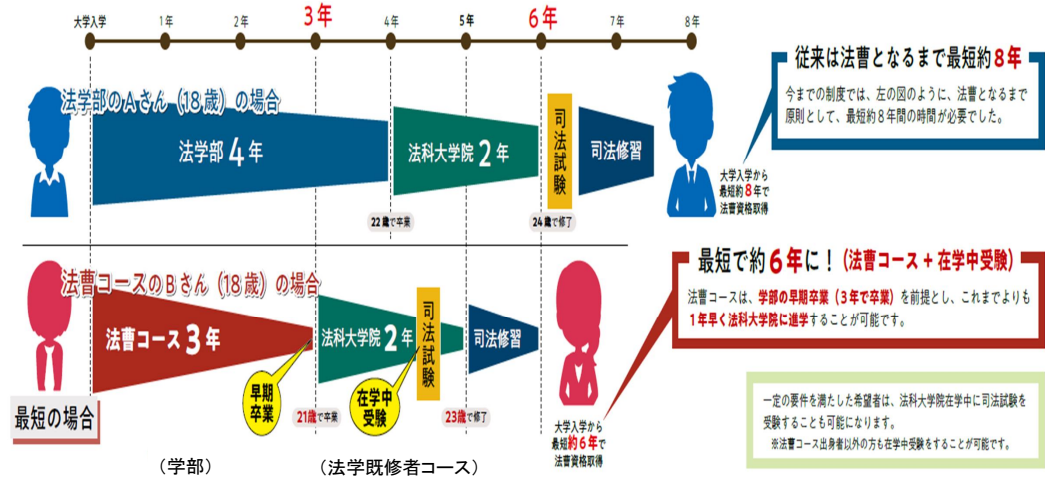 大学入学 1年 2年 3年 4年 5年 6年 7年 8年
法学部のAさん（18歳）の場合
法学部4年
法科大学院2年
司法試験
司法修習
22歳で卒業
24歳で修了
大学入学から
最短約8年で
法曹資格取得
従来は法曹となるまで最短約8年
今までの制度では、左の図のように、法曹となるまで
原則として、最短約8年間の時間が必要でした。
法曹コースのBさん（18歳）の場合
法曹コース3年
早期
卒業
法科大学院2年
在学中
受験
司法試験
司法修習
21歳で卒業
23歳で修了
最短の場合
（学部）
（法学既修者コース）
大学入学から
最短約6年で
法曹資格取得
最短で約6年に！（法曹コース+在学中受験）
法曹コースは、学部の早期卒業（3年で卒業）を前提とし、これまでよりも
1年早く法科大学院に進学することが可能です。
一定の要件を満たした希望者は、法科大学院在学中に司法試験を
受験することも可能になります。
※法曹コース出身者以外の方も在学中受験をすることが可能です。